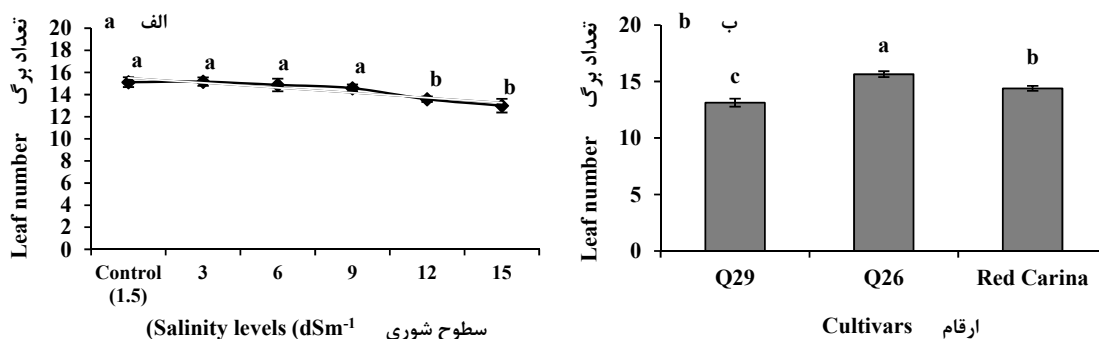 a الف
تعداد برگ Leaf number
20
18
16
14
12
10
8
6
4
2
0
a a a a b b
Control (1.5) 3 6 9 12 15
(Salinity levels (dSm-1 سطوح شوری
b ب
تعداد برگ Leaf number
20
15
10
5
0
c a b
Q29 Q26 Red Carina
Cultivars ارقام